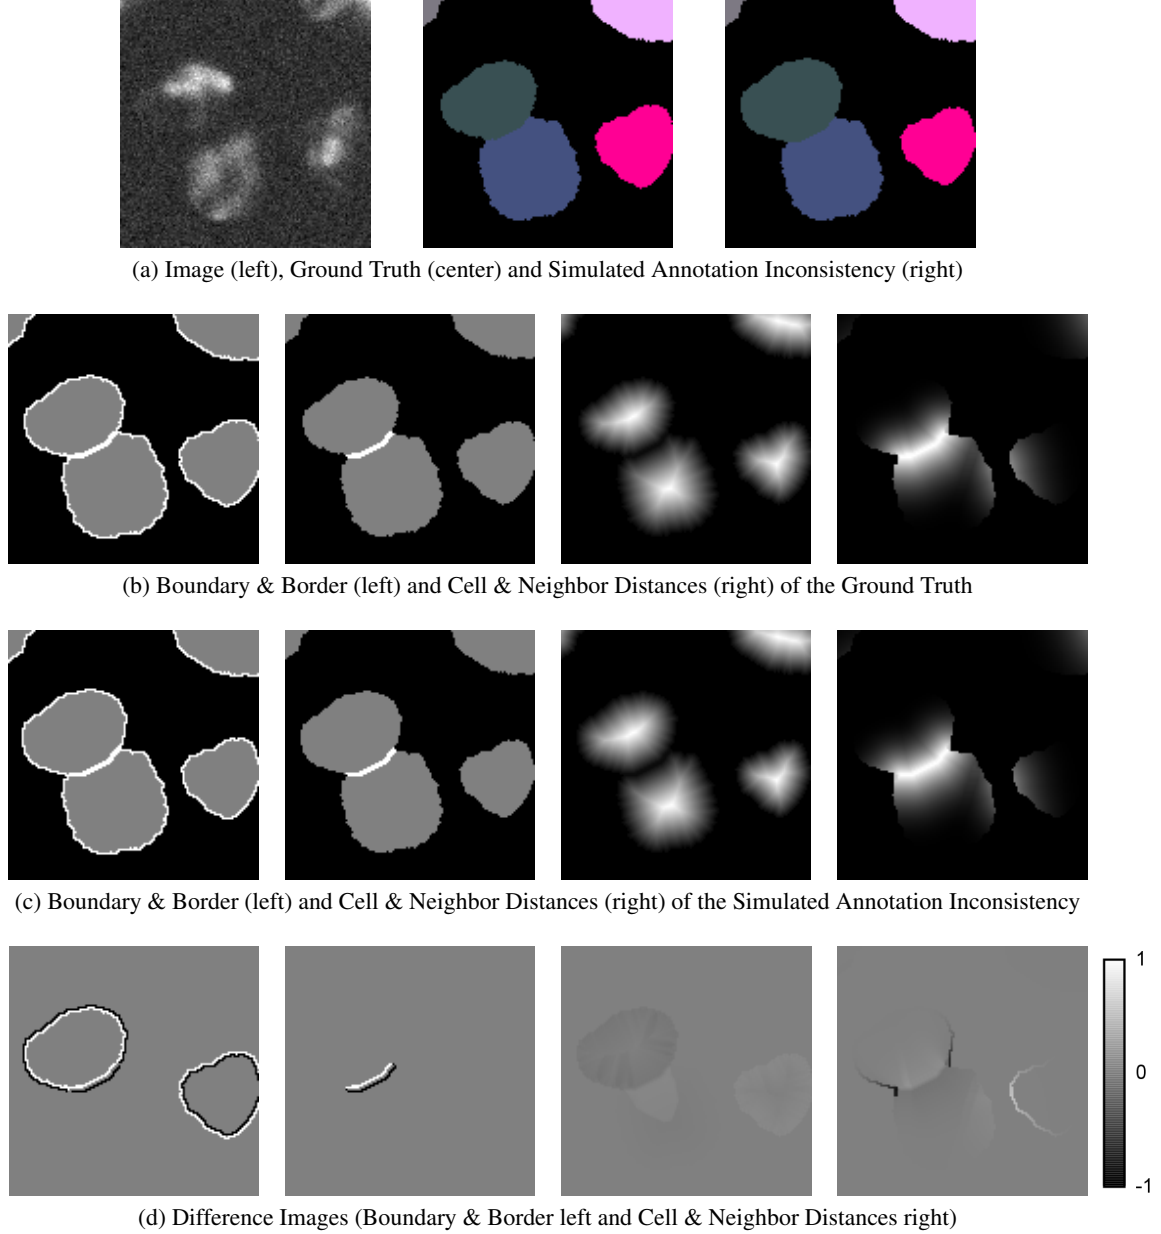 (a) Image (left), Ground Truth (center) and Simulated Annotation Inconsistency (right)
(b) Boundary & Border (left) and Cell & Neighbor Distances (right) of the Ground Truth
(c) Boundary & Border (left) and Cell & Neighbor Distances (right) of the Simulated Annotation Inconsistency
1
0
-1
(d) Difference Images (Boundary & Border left and Cell & Neighbor Distances right)